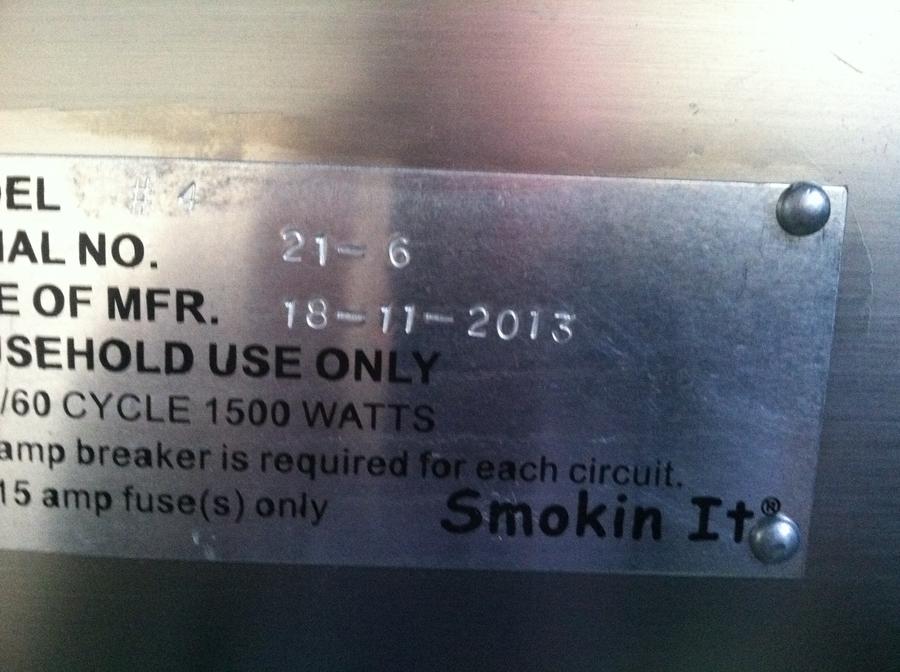 DEL # 4
IAL NO. 21-6
E OF MFR. 18-11-2013
USEHOLD USE ONLY
/60 CYCLE 1500 WATTS
amp breaker is required for each circuit.
15 amp fuse(s) only
Smokin It®